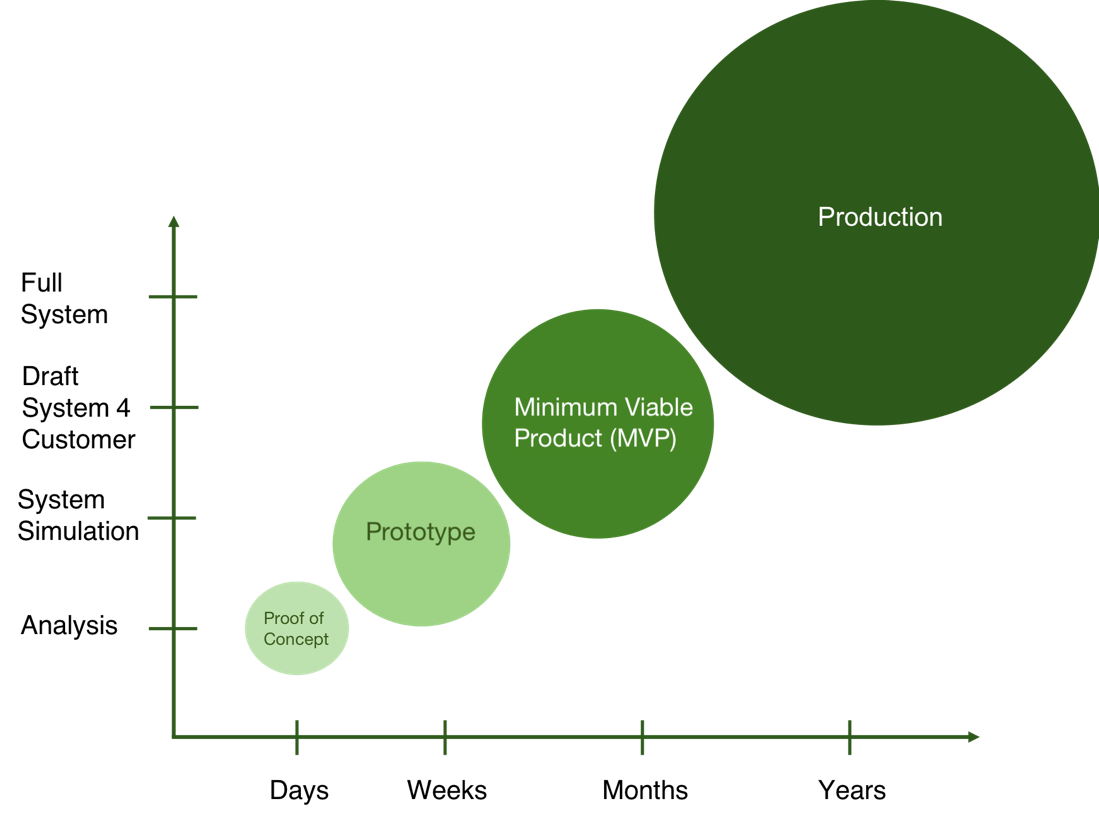 Production
Full
System
Draft
System 4
Customer
Minimum Viable
Product (MVP)
System
Simulation
Prototype
Analysis
Proof of
Concept
Days
Weeks
Months
Years